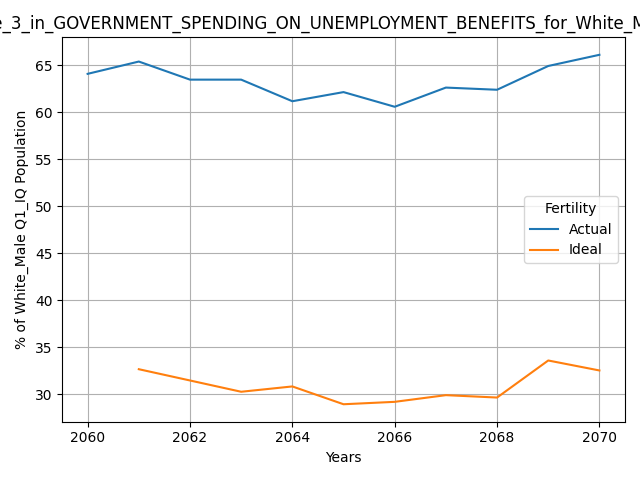 _3_in_GOVERNMENT_SPENDING_ON_UNEMPLOYMENT_BENEFITS_for_White_M
65
60
55
50
45
40
35
30
% of White_Male Q1_IQ Population
Fertility
Actual
Ideal
2060 2062 2064 2066 2068 2070
Years